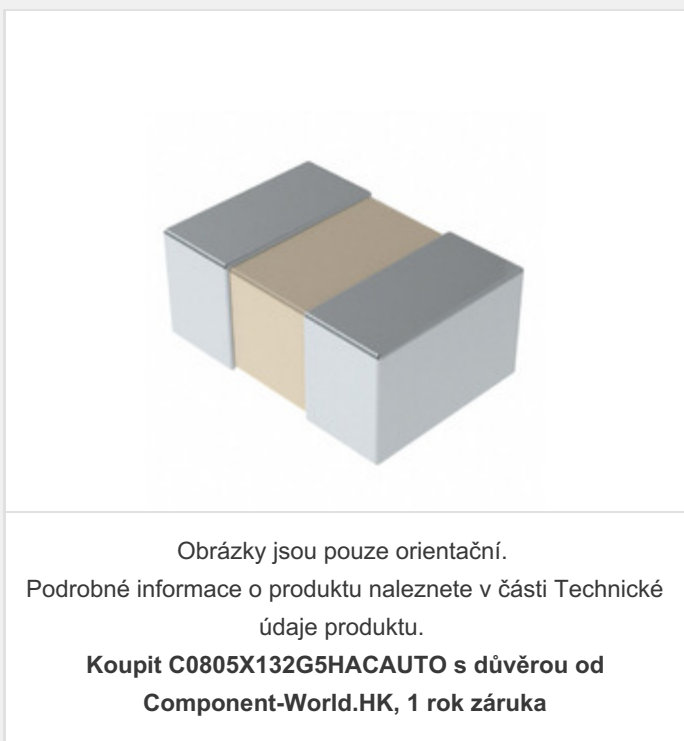 Obrázky jsou pouze orientační.
Podrobné informace o produktu naleznete v části Technické
údaje produktu.
Koupit C0805X132G5HACAUTO s důvěrou od
Component-World.HK, 1 rok záruka